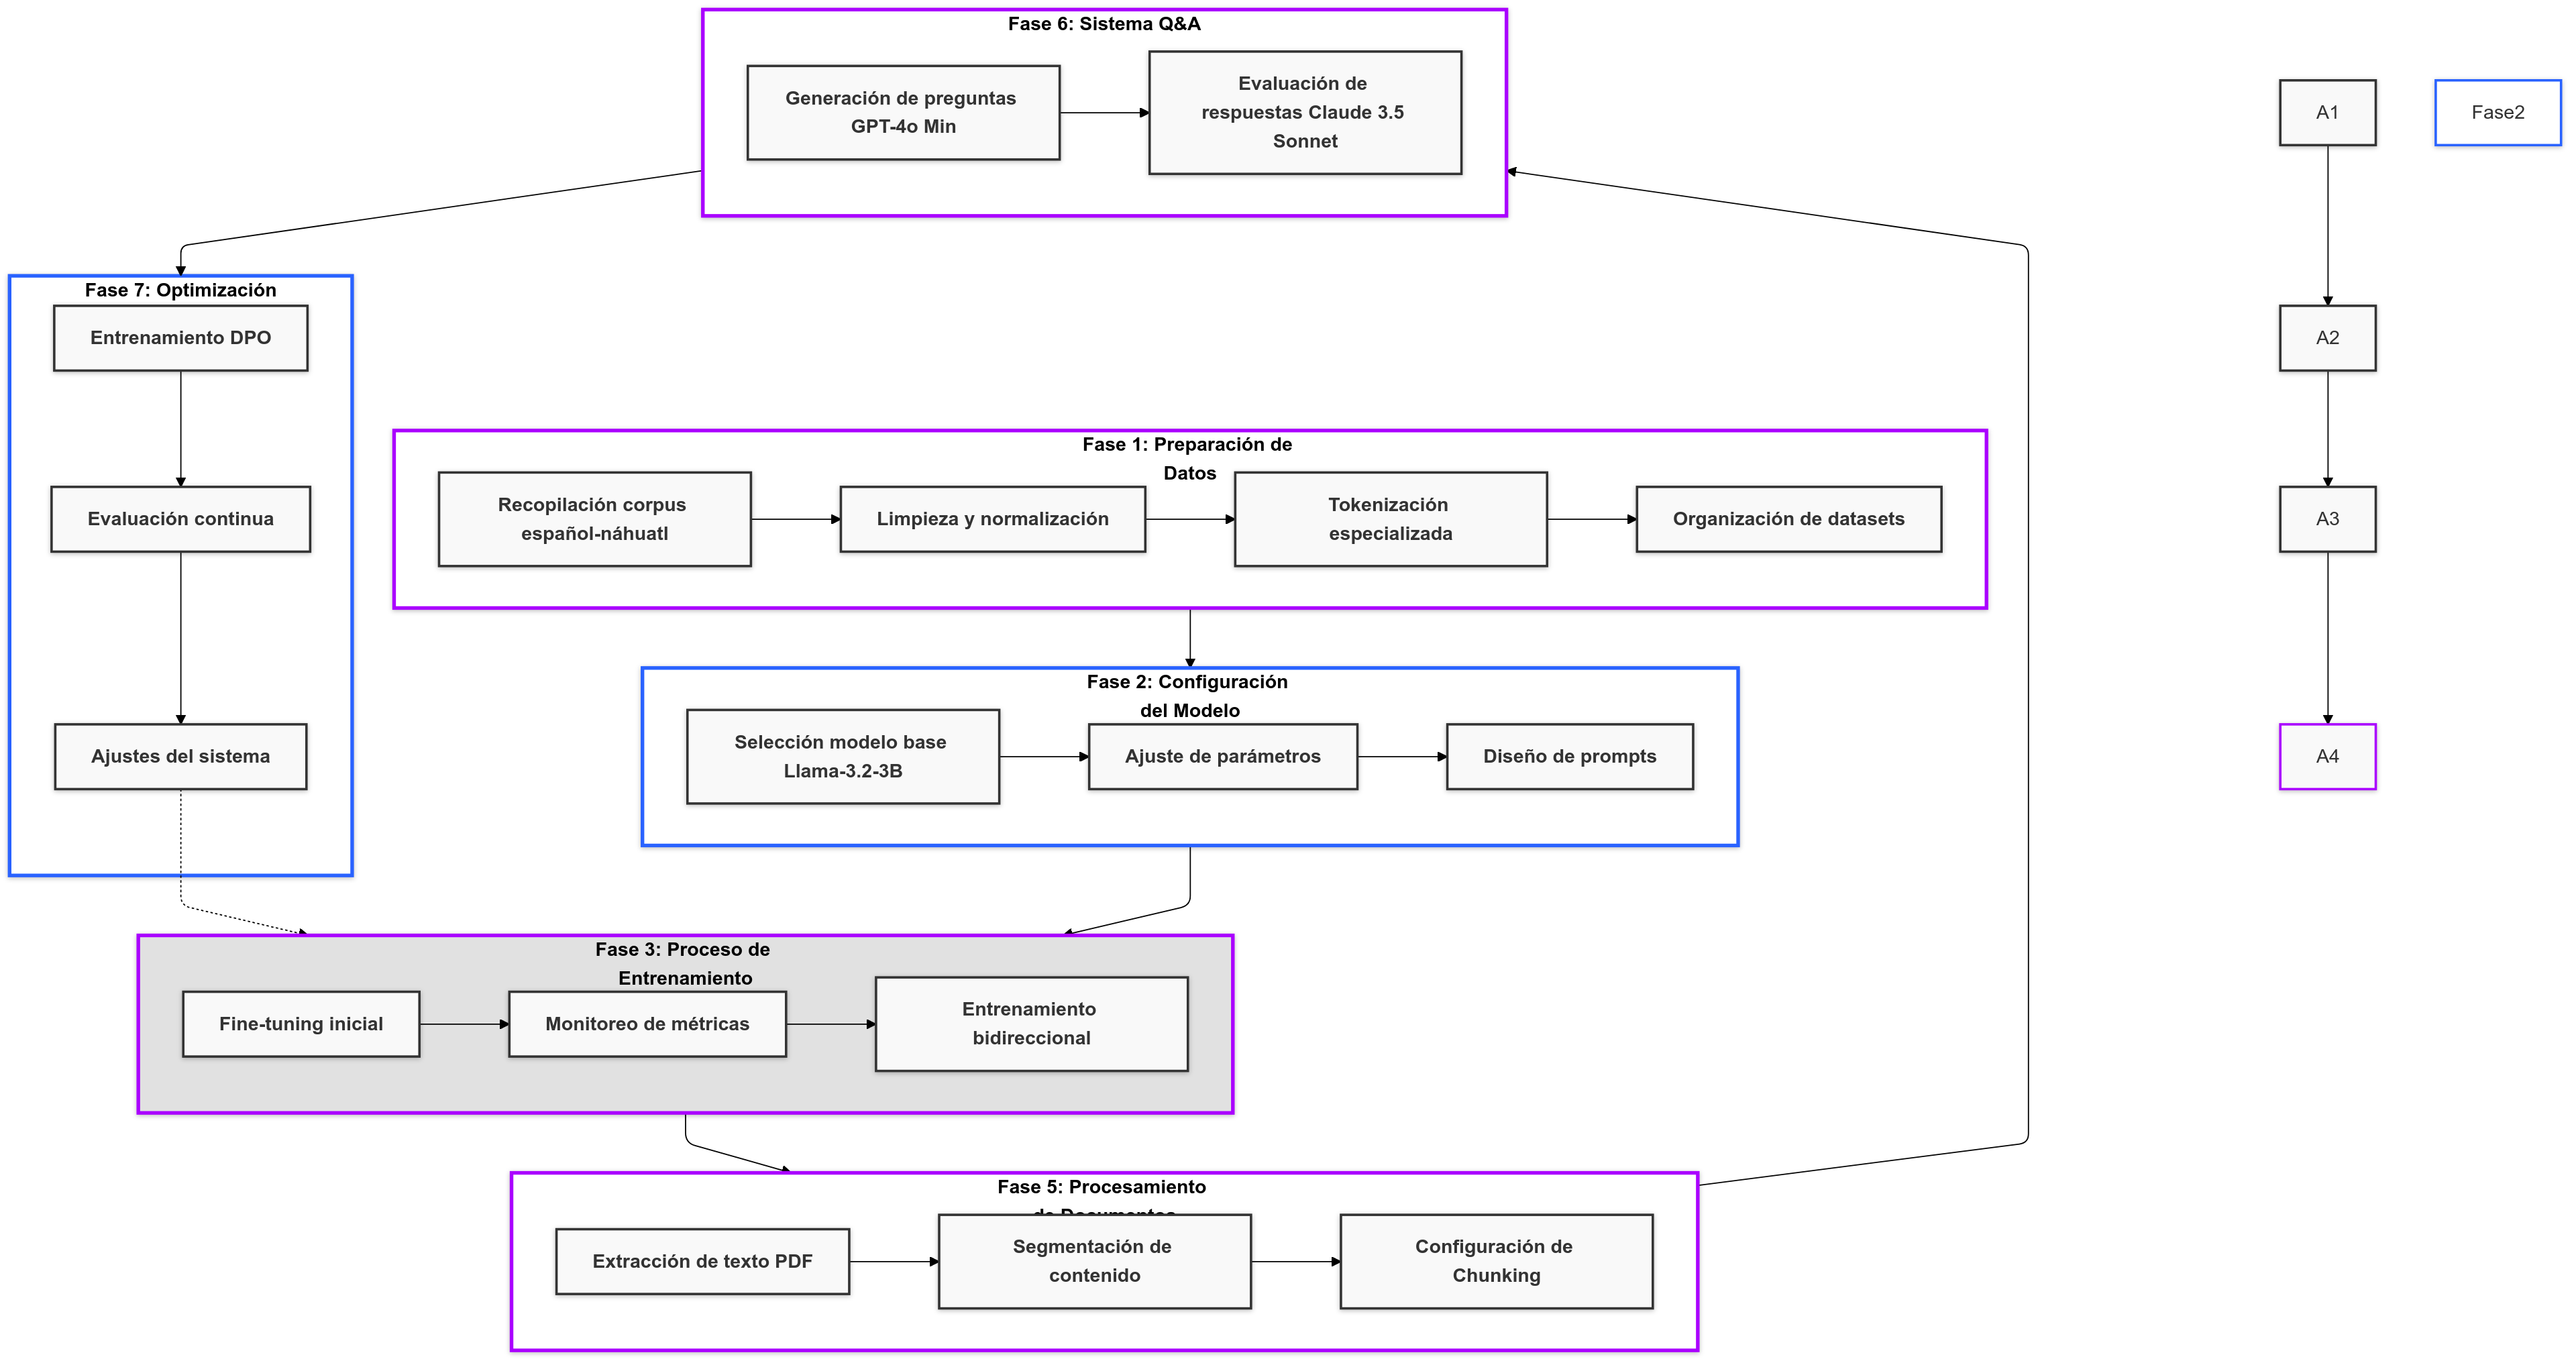 Fase 6: Sistema Q&A
Generación de preguntas
GPT-4o Min
Evaluación de
respuestas Claude 3.5
Sonnet
A1
Fase2
Fase 7: Optimización
Entrenamiento DPO
Evaluación continua
Ajustes del sistema
A2
A3
A4
Fase 1: Preparación de
Datos
Recopilación corpus
español-náhuatl
Limpieza y normalización
Tokenización
especializada
Organización de datasets
Fase 2: Configuración
del Modelo
Selección modelo base
Llama-3.2-3B
Ajuste de parámetros
Diseño de prompts
Fase 3: Proceso de
Entrenamiento
Fine-tuning inicial
Monitoreo de métricas
Entrenamiento
bidireccional
Fase 5: Procesamiento
de Documentos
Extracción de texto PDF
Segmentación de
contenido
Configuración de
Chunking